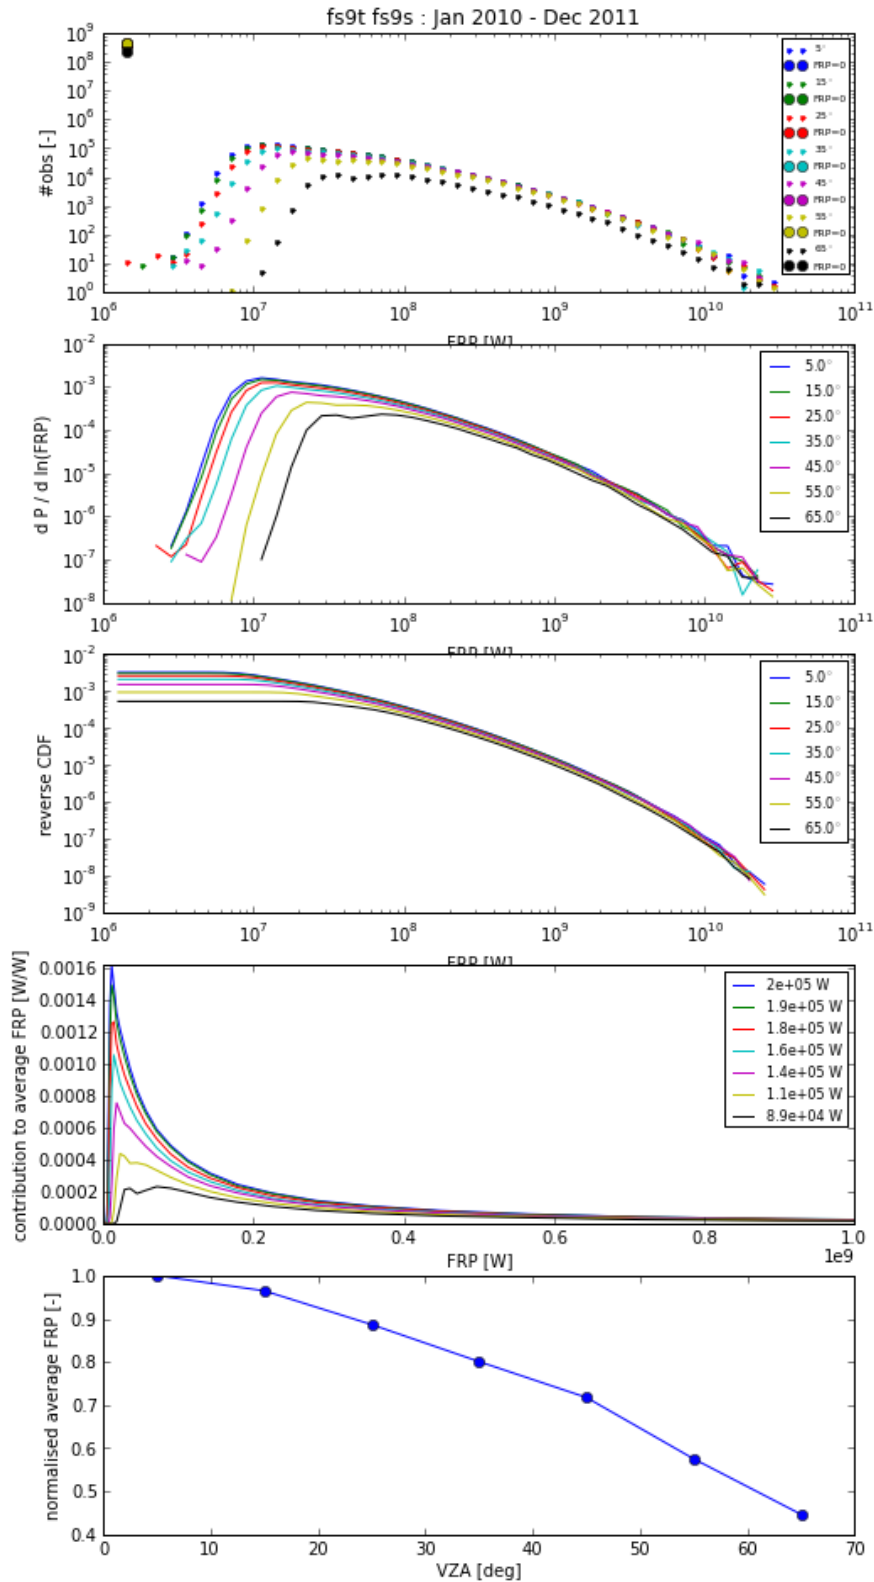 fs9t fs9s : Jan 2010 - Dec 2011
#obs [-]
10^9
10^8
10^7
10^6
10^5
10^4
10^3
10^2
10^1
10^0
5°
FRP=0
15°
FRP=0
25°
FRP=0
35°
FRP=0
45°
FRP=0
55°
FRP=0
65°
FRP=0
10^6 10^7 10^8 10^9 10^10 10^11
FRP [W]
d P / d ln(FRP)
10^-2
10^-3
10^-4
10^-5
10^-6
10^-7
10^-8
5.0°
15.0°
25.0°
35.0°
45.0°
55.0°
65.0°
10^6 10^7 10^8 10^9 10^10 10^11
FRP [W]
reverse CDF
10^-2
10^-3
10^-4
10^-5
10^-6
10^-7
10^-8
10^-9
5.0°
15.0°
25.0°
35.0°
45.0°
55.0°
65.0°
10^6 10^7 10^8 10^9 10^10 10^11
FRP [W]
contribution to average FRP [W/W]
0.0016
0.0014
0.0012
0.0010
0.0008
0.0006
0.0004
0.0002
0.0000
2e+05 W
1.9e+05 W
1.8e+05 W
1.6e+05 W
1.4e+05 W
1.1e+05 W
8.9e+04 W
0.0 0.2 0.4 0.6 0.8 1.0
1e9
FRP [W]
normalised average FRP [-]
1.0
0.9
0.8
0.7
0.6
0.5
0.4
0 10 20 30 40 50 60 70
VZA [deg]